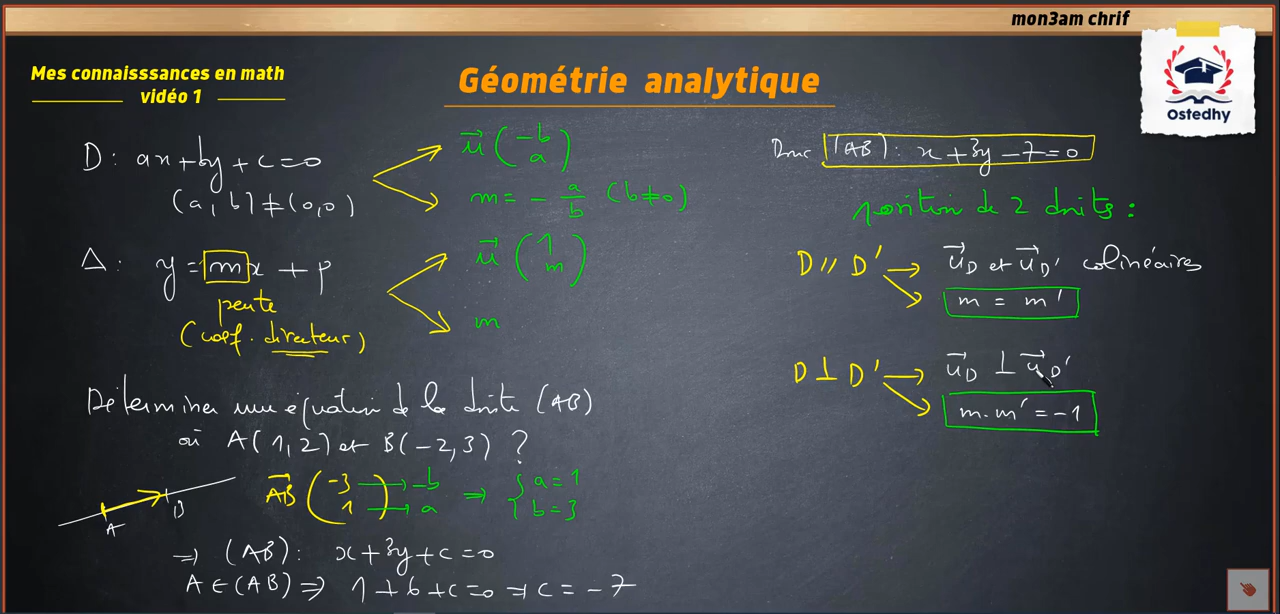 mon3am chrif
Mes connaisssances en math
vidéo 1
Géométrie analytique
Ostedhy
D: ax+by+c=0
(a,b)≠(0,0)
u⃗ (-b a)
m = - a/b (b≠0)
Δ: y = mx + p
pente
(coef. directeur)
u⃗ (1 m)
m
Déterminer une équation de la droite (AB)
où A(1,2) et B(-2,3) ?
A B
AB⃗ (-3 1) → -b → a ⇒ { a=1 b=3
⇒ (AB): x+3y+c=0
A∈(AB) ⇒ 1+6+c=0 ⇒ c=-7
Donc (AB): x+3y-7=0
position de 2 droits :
D // D' → u⃗D et u⃗D' colinéaires
m = m'
D ⊥ D' → u⃗D ⊥ u⃗D'
m.m' = -1